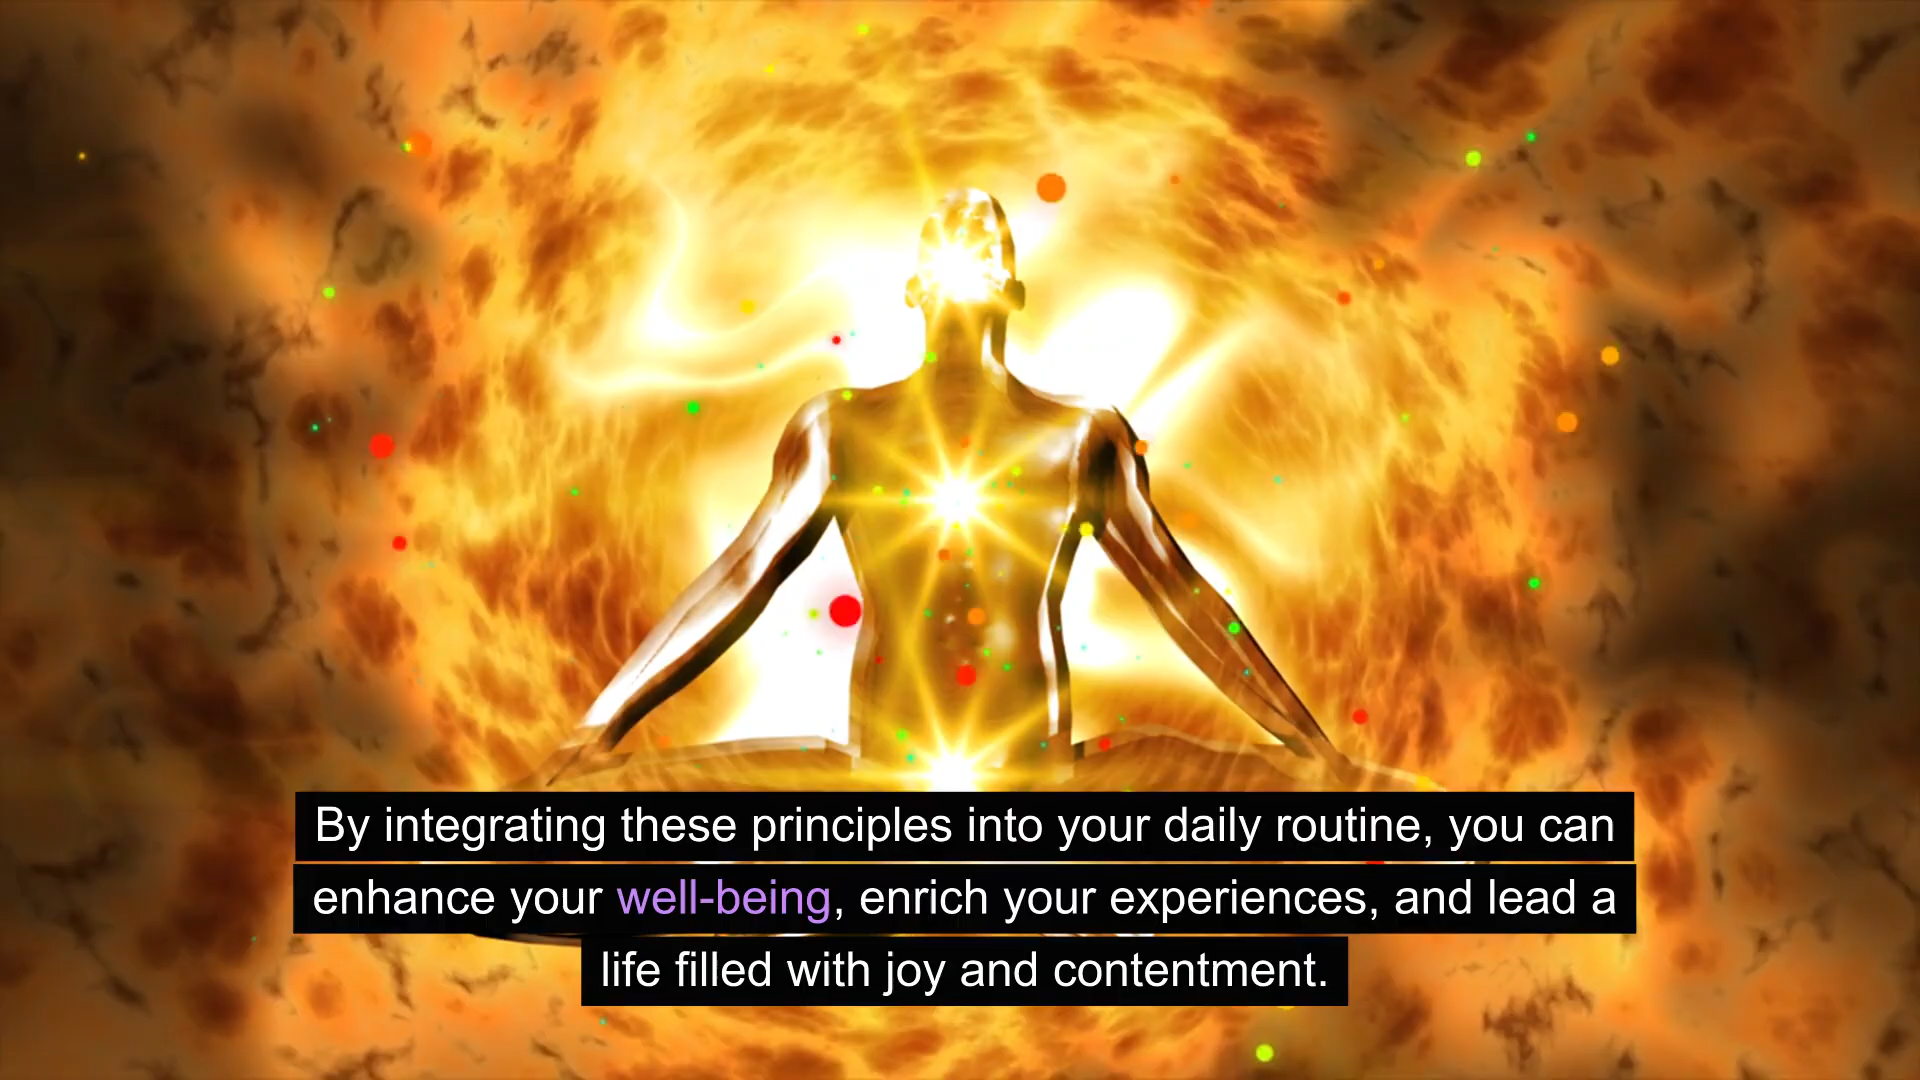 By integrating these principles into your daily routine, you can
enhance your well-being, enrich your experiences, and lead a
life filled with joy and contentment.